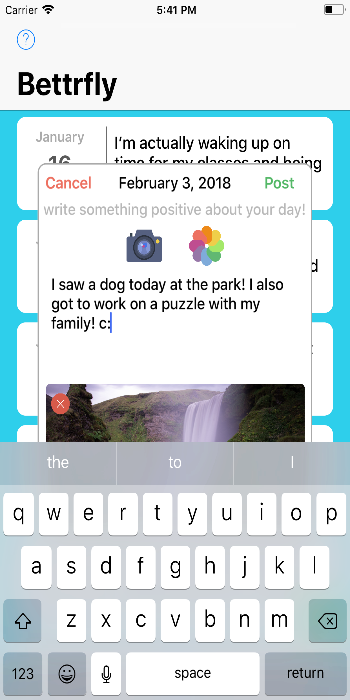 Carrier 5:41 PM
?
Bettrfly
January
I'm actually waking up on
time for my classes and being
16
Cancel February 3, 2018 Post
write something positive about your day!
d
I saw a dog today at the park! I also
got to work on a puzzle with my
family! c:
the to I
q w e r t y u i o p
a s d f g h j k l
z x c v b n m
123 space return